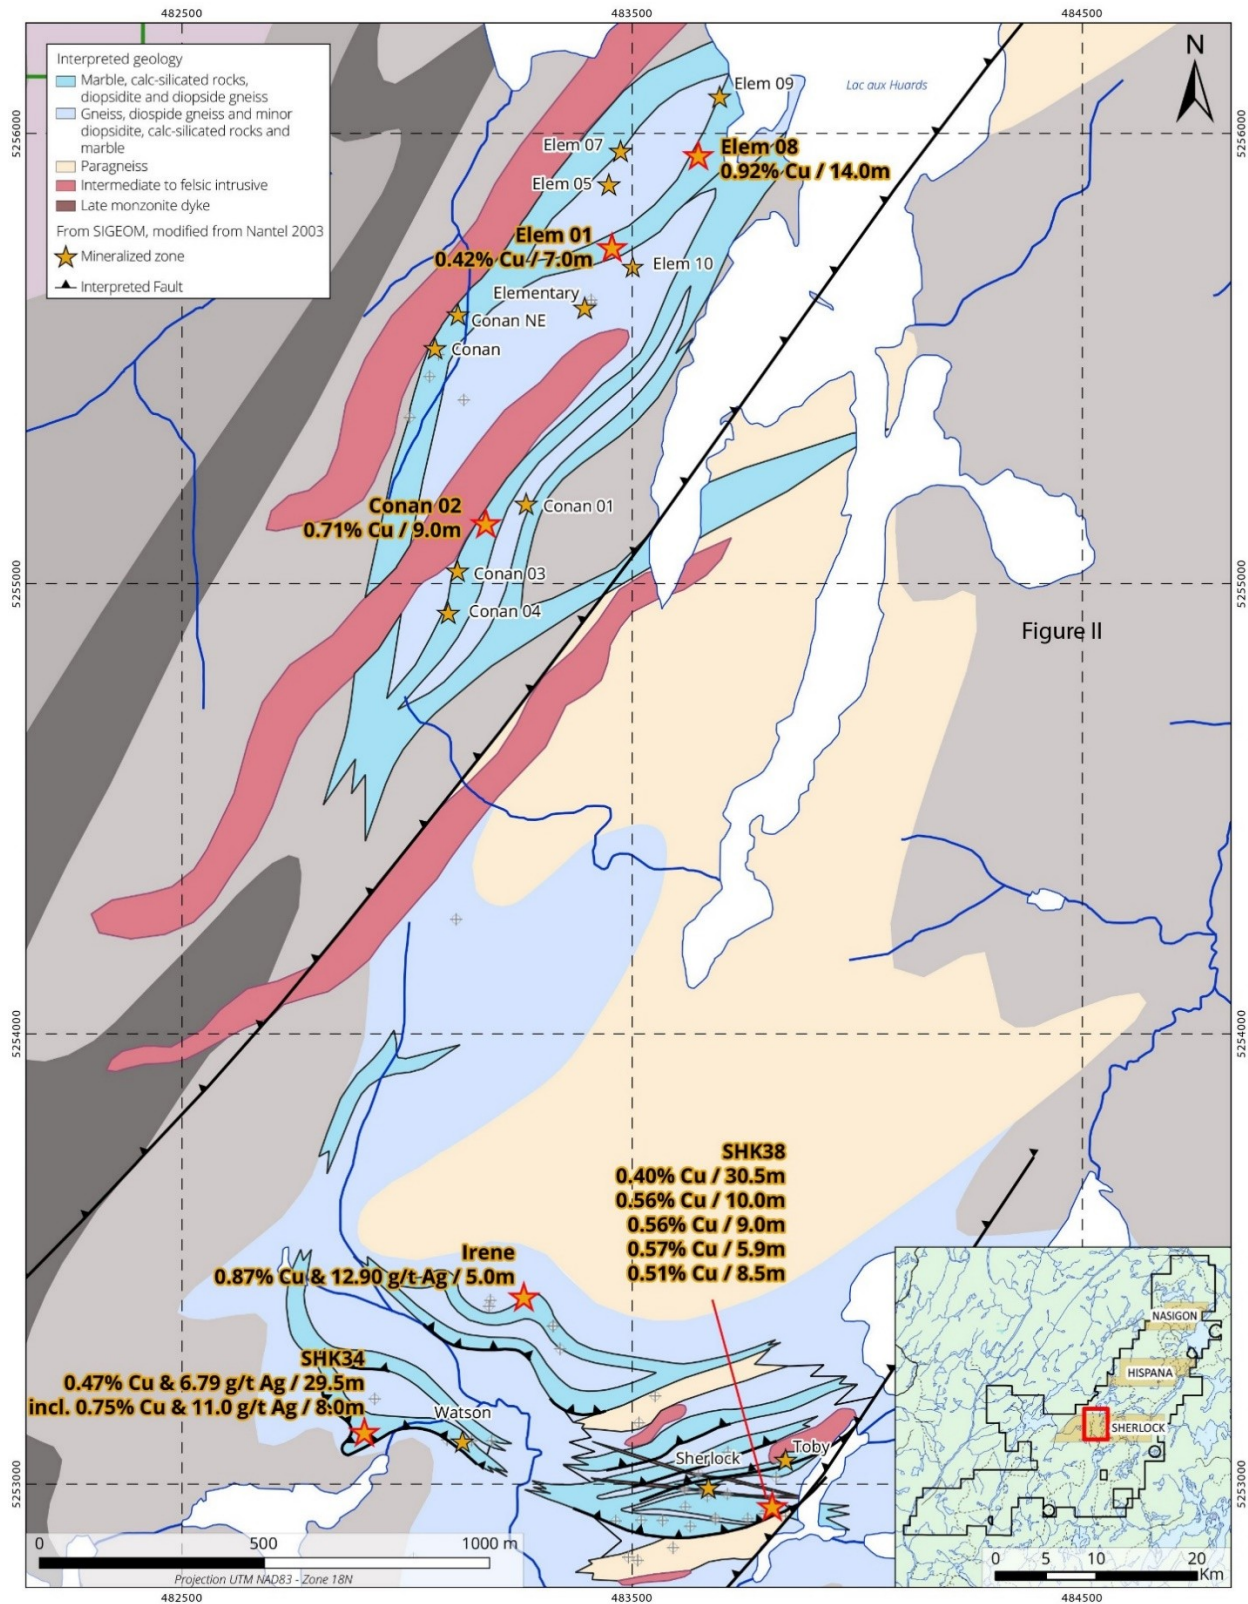 482500
483500
484500
N
Interpreted geology
Marble, calc-silicated rocks,
diopsidite and diopside gneiss
Gneiss, diospide gneiss and minor
diopsidite, calc-silicated rocks and
marble
Paragneiss
Intermediate to felsic intrusive
Late monzonite dyke
From SIGEOM, modified from Nantel 2003
Mineralized zone
Interpreted Fault
Lac aux Huards
Elem 09
5256000
5256000
Elem 07
Elem 08
0.92% Cu / 14.0m
Elem 05
Elem 01
0.42% Cu / 7.0m
Elem 10
Elementary
Conan NE
Conan
Conan 02
0.71% Cu / 9.0m
Conan 01
Conan 03
5255000
5255000
Conan 04
Figure II
5254000
5254000
SHK38
0.40% Cu / 30.5m
0.56% Cu / 10.0m
0.56% Cu / 9.0m
0.57% Cu / 5.9m
0.51% Cu / 8.5m
Irene
0.87% Cu & 12.90 g/t Ag / 5.0m
SHK34
0.47% Cu & 6.79 g/t Ag / 29.5m
incl. 0.75% Cu & 11.0 g/t Ag / 8.0m
Watson
Toby
Sherlock
5253000
5253000
NASIGON
HISPANA
SHERLOCK
0 5 10 20
Km
0 500 1000 m
Projection UTM NAD83 - Zone 18N
482500
483500
484500